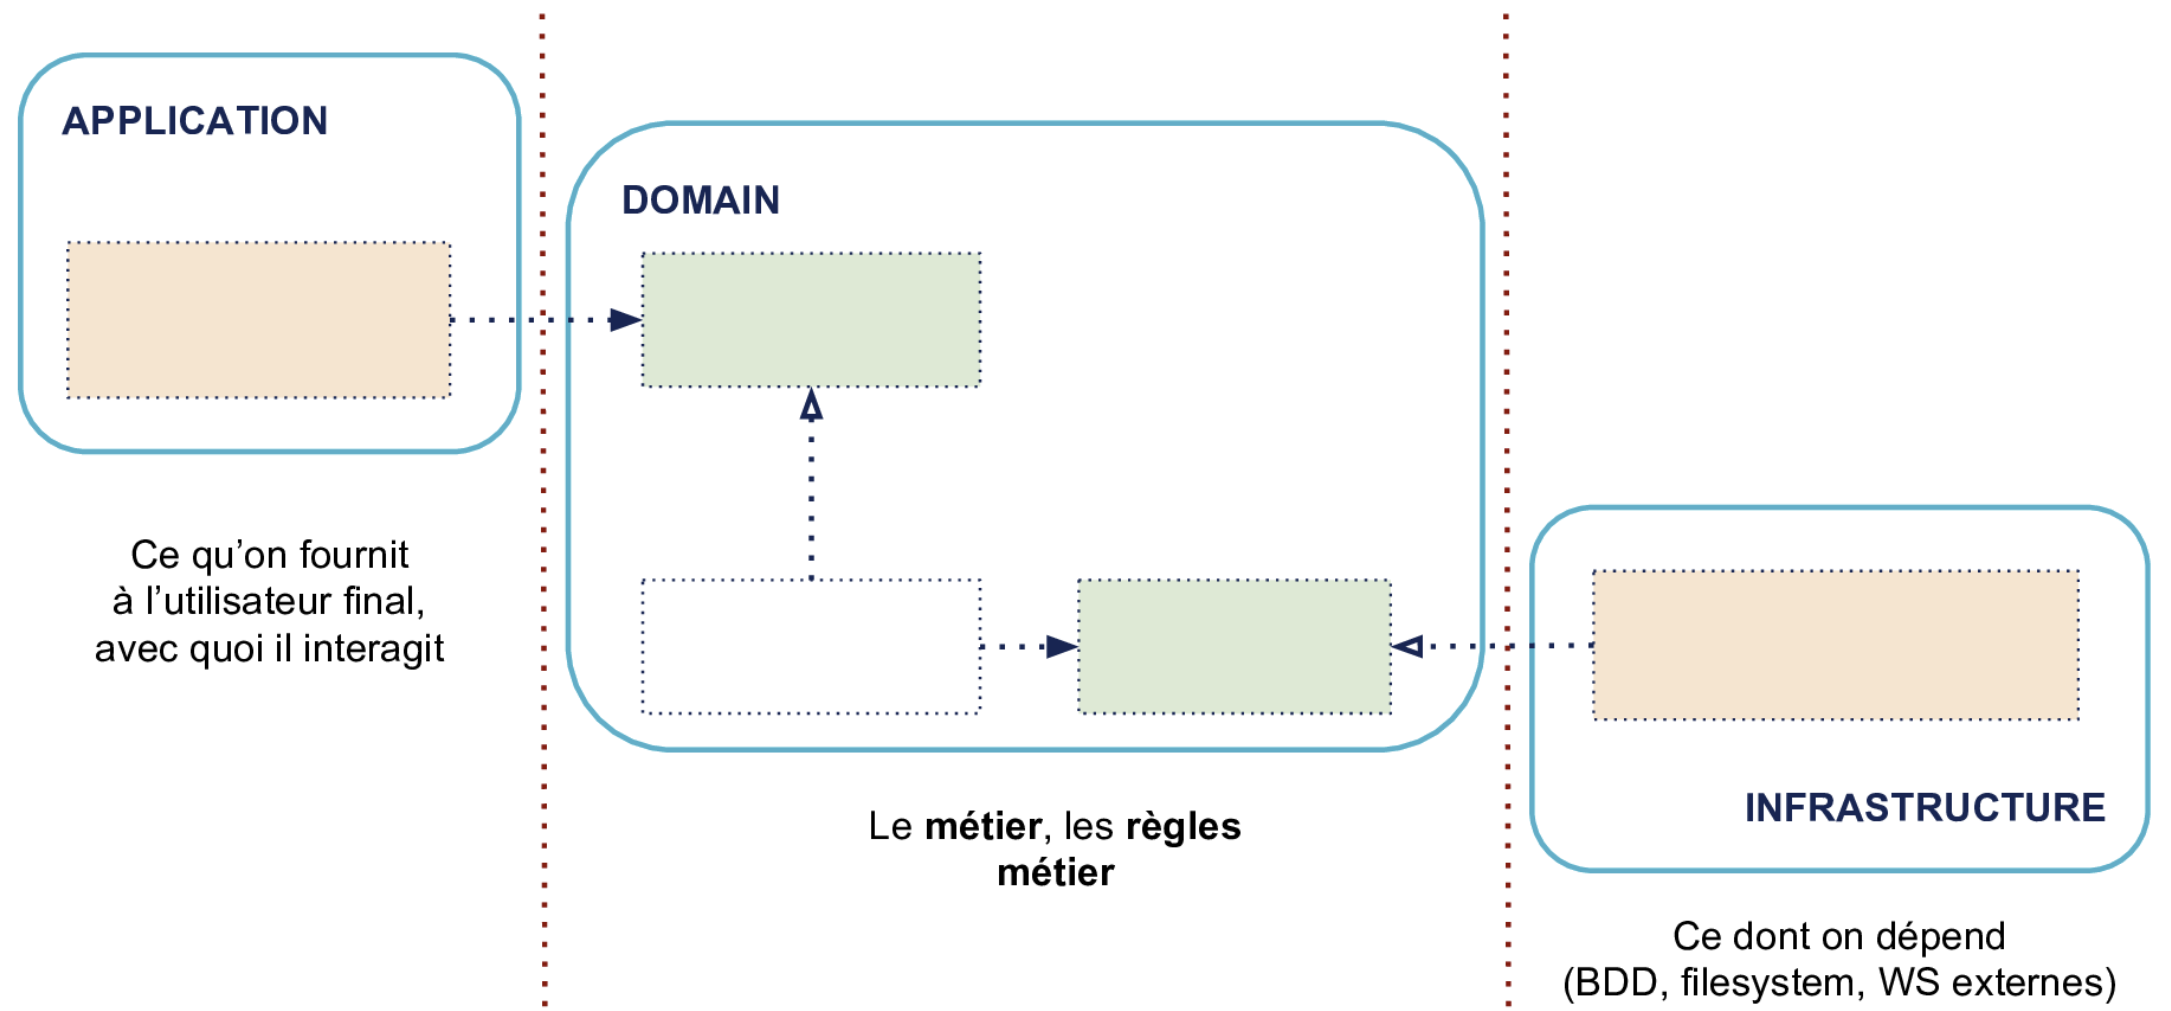 APPLICATION
Ce qu’on fournit
à l’utilisateur final,
avec quoi il interagit
DOMAIN
Le métier, les règles
métier
INFRASTRUCTURE
Ce dont on dépend
(BDD, filesystem, WS externes)